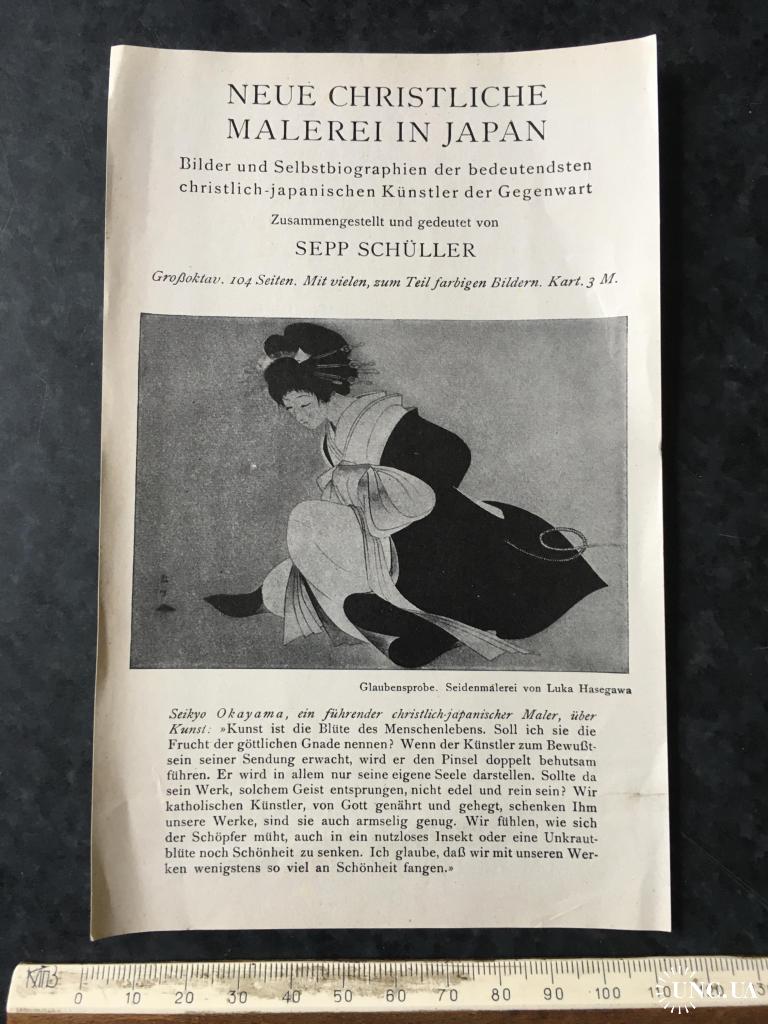 NEUE CHRISTLICHE
MALEREI IN JAPAN
Bilder und Selbstbiographien der bedeutendsten
christlich-japanischen Künstler der Gegenwart
Zusammengestellt und gedeutet von
SEPP SCHÜLLER
Großoktav. 104 Seiten. Mit vielen, zum Teil farbigen Bildern. Kart. 3 M.
Glaubensprobe. Seidenmalerei von Luka Hasegawa
Seikyo Okayama, ein führender christlich-japanischer Maler, über
Kunst: »Kunst ist die Blüte des Menschenlebens. Soll ich sie die
Frucht der göttlichen Gnade nennen? Wenn der Künstler zum Bewußt-
sein seiner Sendung erwacht, wird er den Pinsel doppelt behutsam
führen. Er wird in allem nur seine eigene Seele darstellen. Sollte da
sein Werk, solchem Geist entsprungen, nicht edel und rein sein? Wir
katholischen Künstler, von Gott genährt und gehegt, schenken Ihm
unsere Werke, sind sie auch armselig genug. Wir fühlen, wie sich
der Schöpfer müht, auch in ein nutzloses Insekt oder eine Unkraut-
blüte noch Schönheit zu senken. Ich glaube, daß wir mit unseren Wer-
ken wenigstens so viel an Schönheit fangen.«
0 10 20 30 40 50 60 70 80 90 100 110
UNC.UA